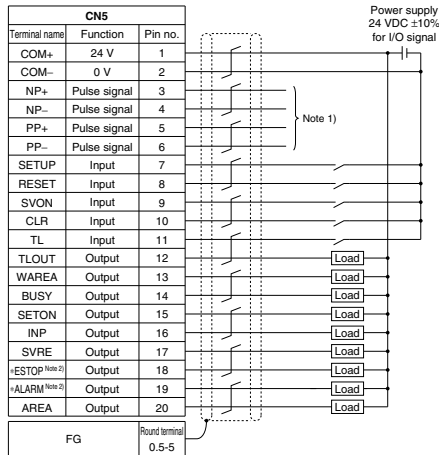 Power supply
24 VDC ±10%
for I/O signal
CN5
Terminal name Function Pin no.
COM+ 24 V 1
COM− 0 V 2
NP+ Pulse signal 3
NP− Pulse signal 4
Note 1)
PP+ Pulse signal 5
PP− Pulse signal 6
SETUP Input 7
RESET Input 8
SVON Input 9
CLR Input 10
TL Input 11
TLOUT Output 12 Load
WAREA Output 13 Load
BUSY Output 14 Load
SETON Output 15 Load
INP Output 16 Load
SVRE Output 17 Load
∗ESTOP Note 2) Output 18 Load
∗ALARM Note 2) Output 19 Load
AREA Output 20 Load
FG Round terminal
0.5-5